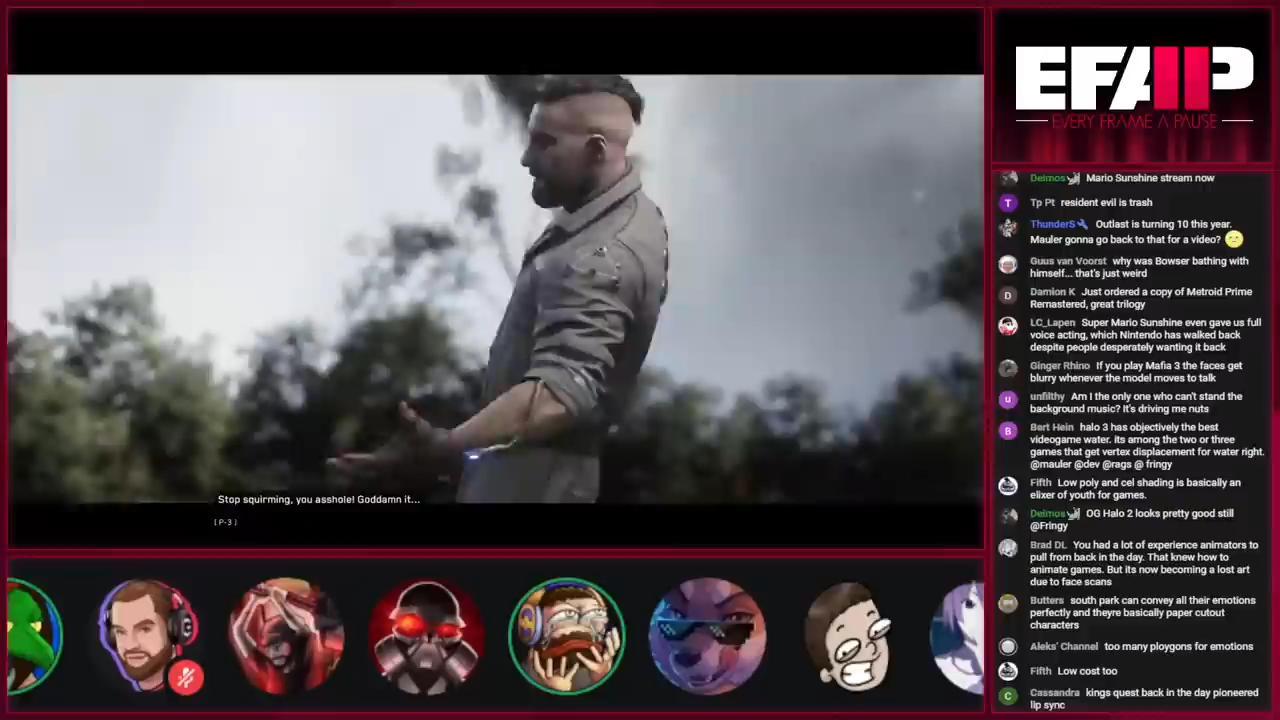 Stop squirming, you asshole! Goddamn it...
[ P-3 ]
EFAP
EVERY FRAME A PAUSE
Deimos Mario Sunshine stream now
T Tp Pt resident evil is trash
ThunderS Outlast is turning 10 this year.
Mauler gonna go back to that for a video?
Guus van Voorst why was Bowser bathing with
himself... that's just weird
D Damion K Just ordered a copy of Metroid Prime
Remastered, great trilogy
LC_Lapen Super Mario Sunshine even gave us full
voice acting, which Nintendo has walked back
despite people desperately wanting it back
Ginger Rhino If you play Mafia 3 the faces get
blurry whenever the model moves to talk
u unfilthy Am I the only one who can't stand the
background music? It's driving me nuts
B Bert Hein halo 3 has objectively the best
videogame water. its among the two or three
games that get vertex displacement for water right.
@mauler @dev @rags @ fringy
Fifth Low poly and cel shading is basically an
elixer of youth for games.
Deimos OG Halo 2 looks pretty good still
@Fringy
Brad DL You had a lot of experience animators to
pull from back in the day. That knew how to
animate games. But its now becoming a lost art
due to face scans
Butters south park can convey all their emotions
perfectly and theyre basically paper cutout
characters
Aleks' Channel too many ploygons for emotions
Fifth Low cost too
C Cassandra kings quest back in the day pioneered
lip sync